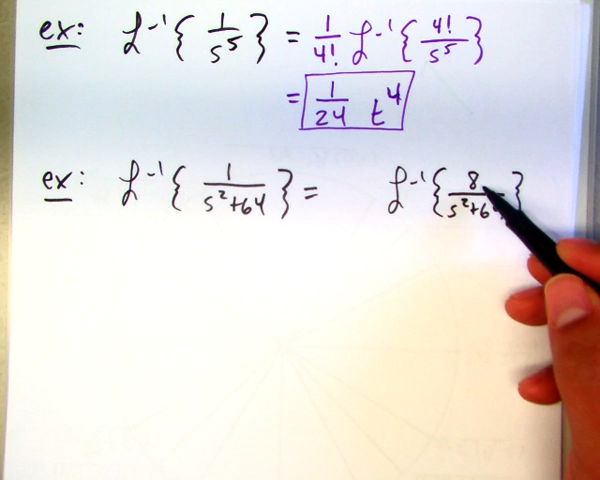 ex: ℒ⁻¹{ 1/s⁵ } = 1/4! ℒ⁻¹{ 4!/s⁵ }
= 1/24 t⁴
ex: ℒ⁻¹{ 1/(s²+64) } = ℒ⁻¹{ 8/(s²+6 }